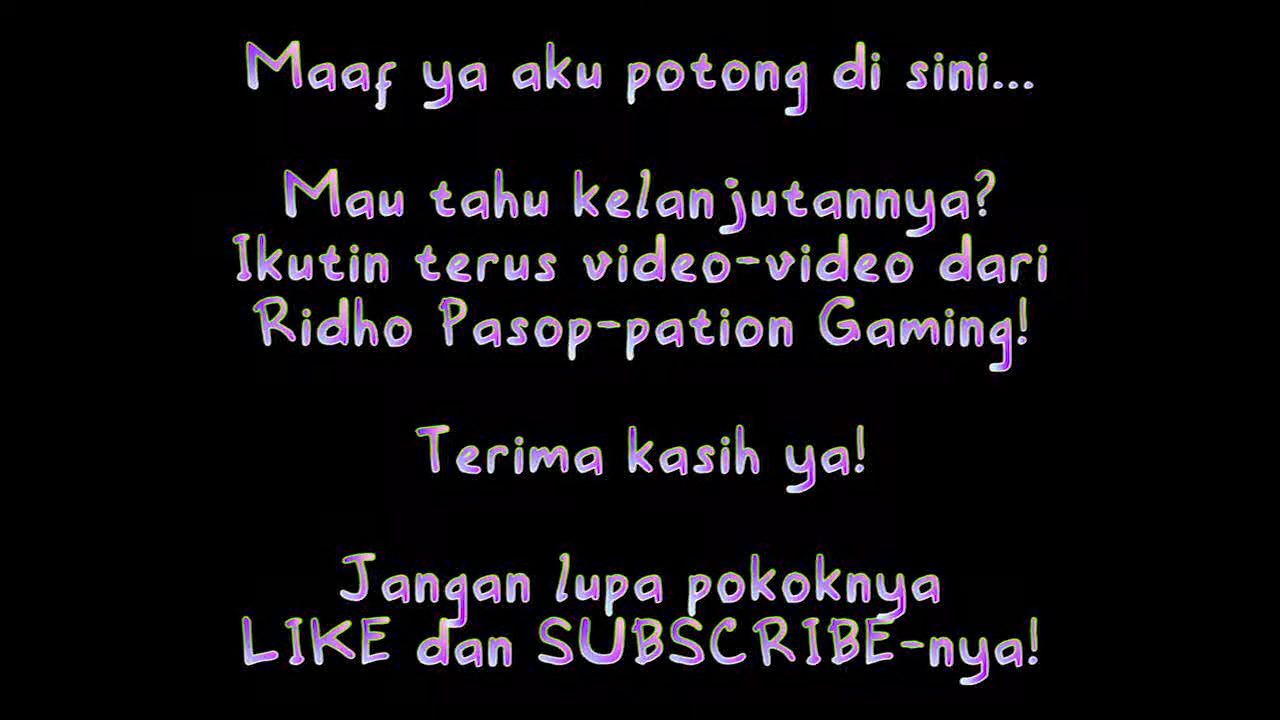 Maaf ya aku potong di sini...
Mau tahu kelanjutannya?
Ikutin terus video-video dari
Ridho Pasop-pation Gaming!
Terima kasih ya!
Jangan lupa pokoknya
LIKE dan SUBSCRIBE-nya!